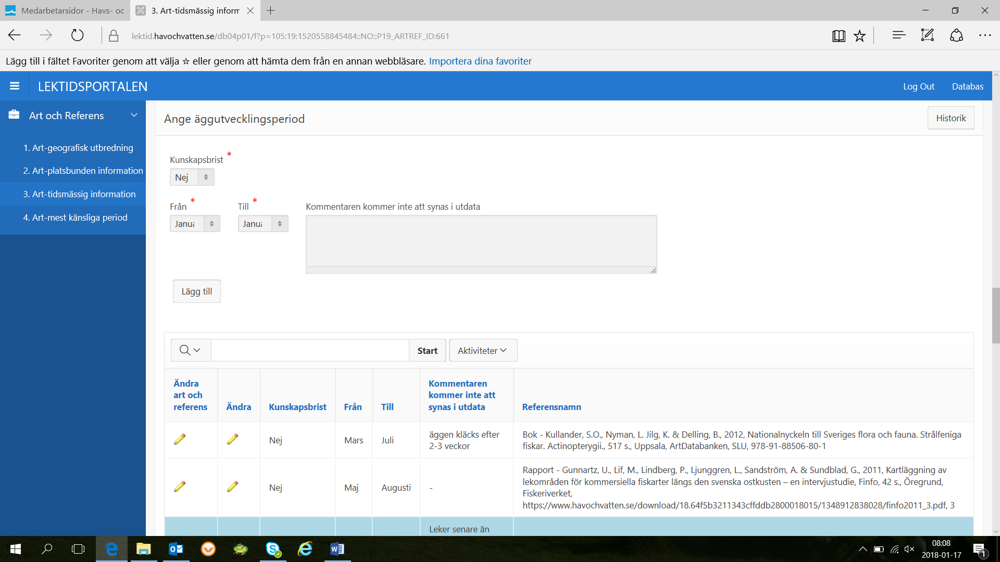 Medarbetarsidor - Havs- oc
3. Art-tidsmässig inform
lektid.havochvatten.se/db04p01/f?p=105:19:1520558845484::NO::P19_ARTREF_ID:661
Lägg till i fältet Favoriter genom att välja ☆ eller genom att hämta dem från en annan webbläsare. Importera dina favoriter
LEKTIDSPORTALEN
Log Out
Databas
Art och Referens
1. Art-geografisk utbredning
2. Art-platsbunden information
3. Art-tidsmässig information
4. Art-mest känsliga period
Ange äggutvecklingsperiod
Historik
Kunskapsbrist *
Nej
Från *
Till *
Kommentaren kommer inte att synas i utdata
Janua
Janua
Lägg till
Start
Aktiviteter
Ändra
art och
referens
Ändra
Kunskapsbrist
Från
Till
Kommentaren
kommer inte att
synas i utdata
Referensnamn
Nej
Mars
Juli
äggen kläcks efter
2-3 veckor
Bok - Kullander, S.O., Nyman, L. Jilg, K. & Delling, B., 2012, Nationalnyckeln till Sveriges flora och fauna. Strålfeniga
fiskar. Actinopterygii., 517 s., Uppsala, ArtDatabanken, SLU, 978-91-88506-80-1
Nej
Maj
Augusti
-
Rapport - Gunnartz, U., Lif, M., Lindberg, P., Ljunggren, L., Sandström, A. & Sundblad, G., 2011, Kartläggning av
lekområden för kommersiella fiskarter längs den svenska ostkusten – en intervjustudie, Finfo, 42 s., Öregrund,
Fiskeriverket,
https://www.havochvatten.se/download/18.64f5b3211343cffddb2800018015/1348912838028/finfo2011_3.pdf, 3
Leker senare än
08:08
2018-01-17
1